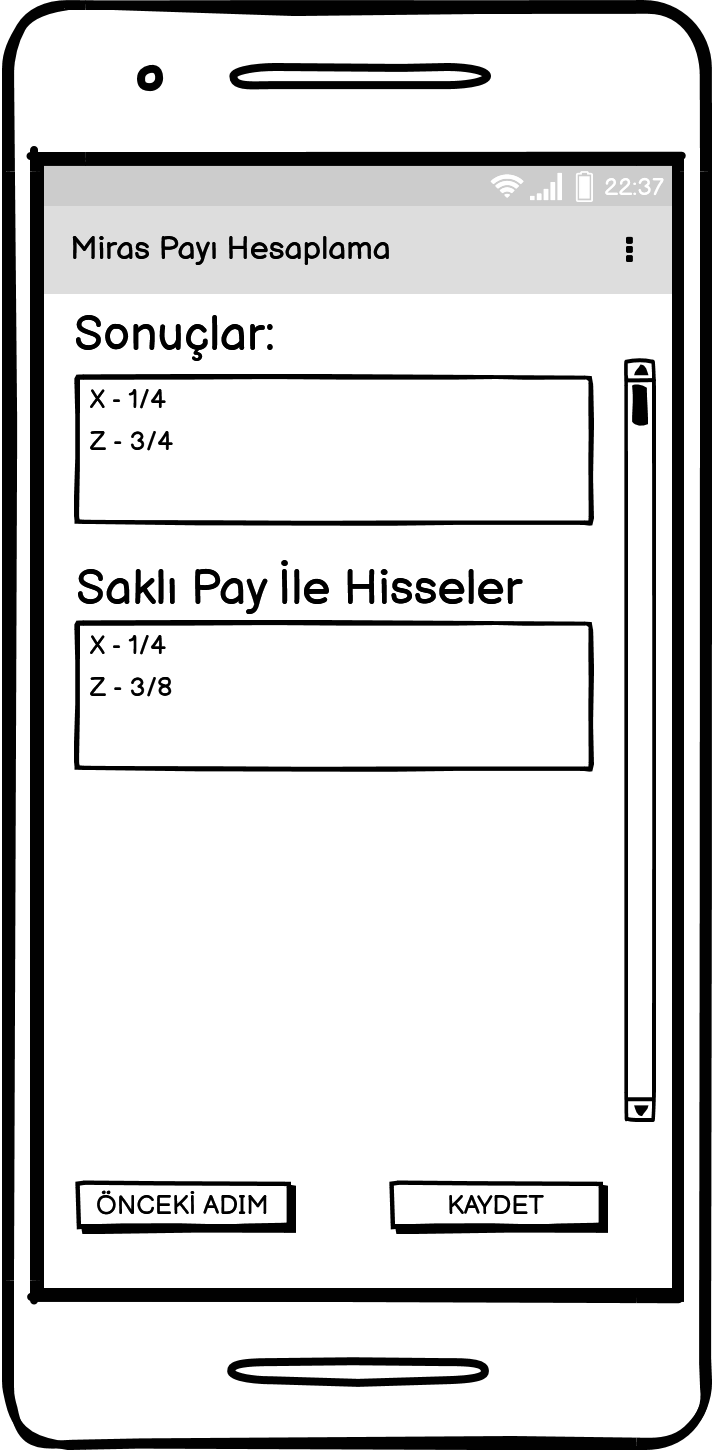 22:37
Miras Payı Hesaplama
Sonuçlar:
X - 1/4
Z - 3/4
Saklı Pay İle Hisseler
X - 1/4
Z - 3/8
ÖNCEKİ ADIM
KAYDET